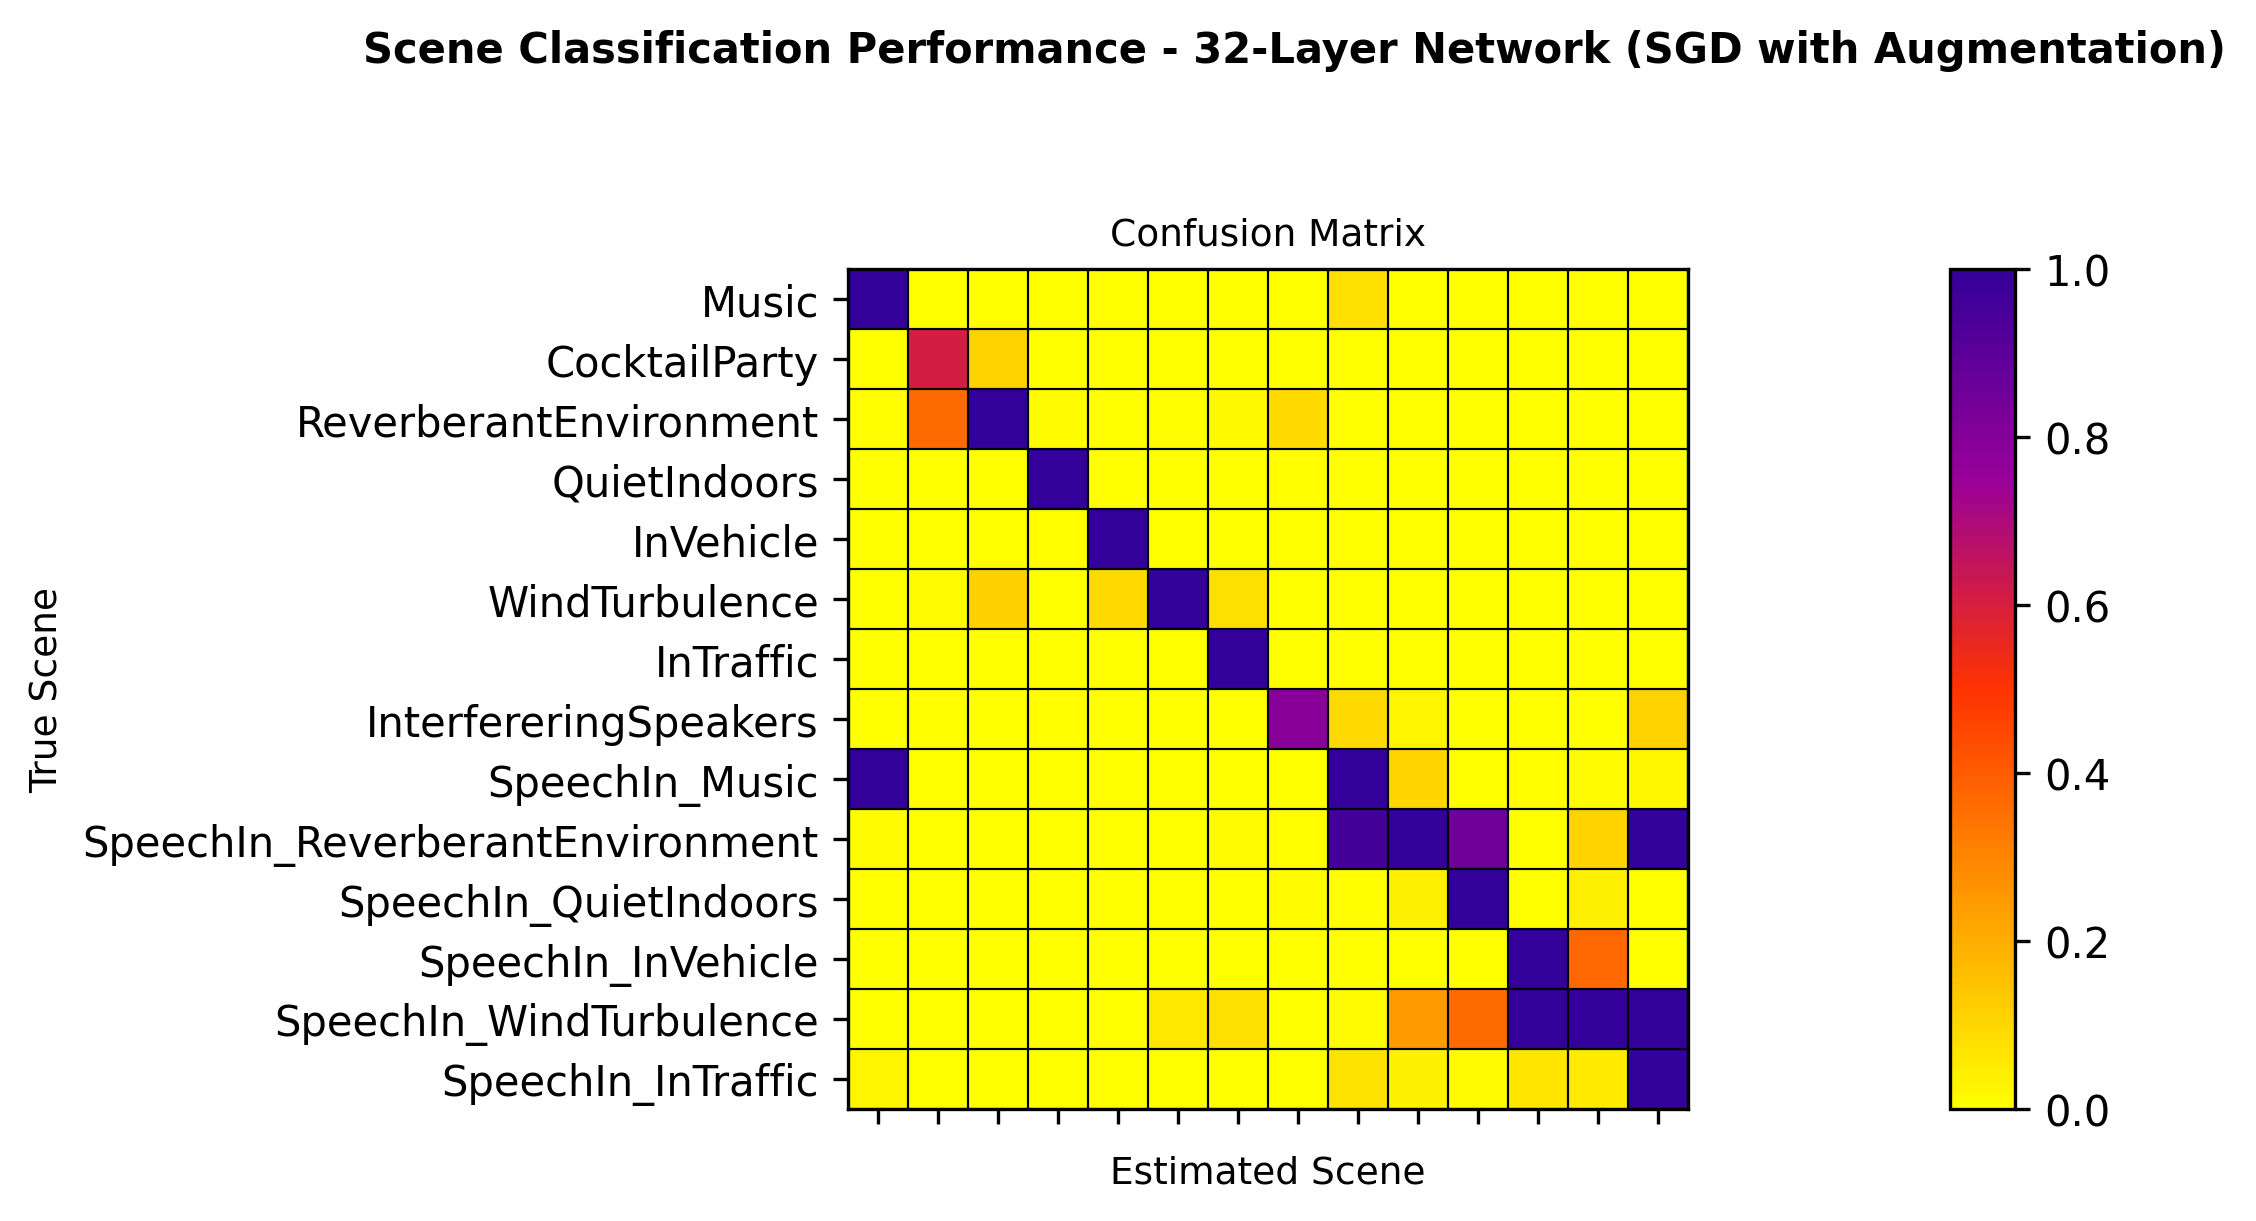 Scene Classification Performance - 32-Layer Network (SGD with Augmentation)
Confusion Matrix
Music
CocktailParty
ReverberantEnvironment
QuietIndoors
InVehicle
WindTurbulence
InTraffic
InterfereringSpeakers
SpeechIn_Music
SpeechIn_ReverberantEnvironment
SpeechIn_QuietIndoors
SpeechIn_InVehicle
SpeechIn_WindTurbulence
SpeechIn_InTraffic
True Scene
Estimated Scene
1.0
0.8
0.6
0.4
0.2
0.0